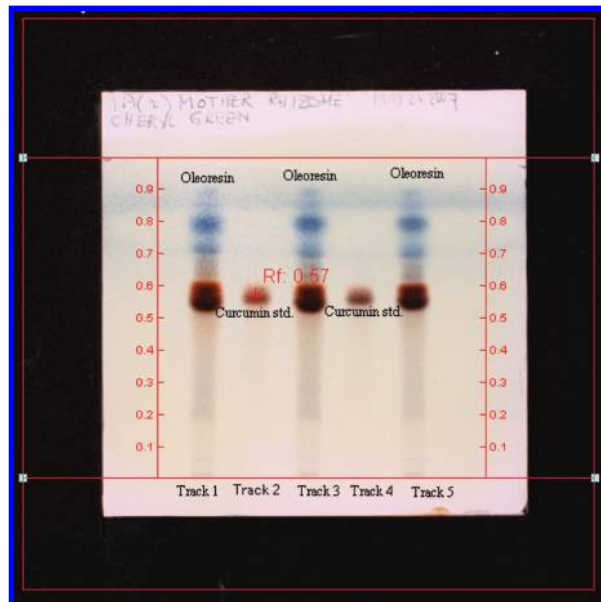 MOTHER RHIZOME
CHERYL GREEN
Oleoresin Oleoresin Oleoresin
0.9 0.9
0.8 0.8
0.7 0.7
Rf: 0.57
0.6 0.6
Curcumin std. Curcumin std.
0.5 0.5
0.4 0.4
0.3 0.3
0.2 0.2
0.1 0.1
Track 1 Track 2 Track 3 Track 4 Track 5